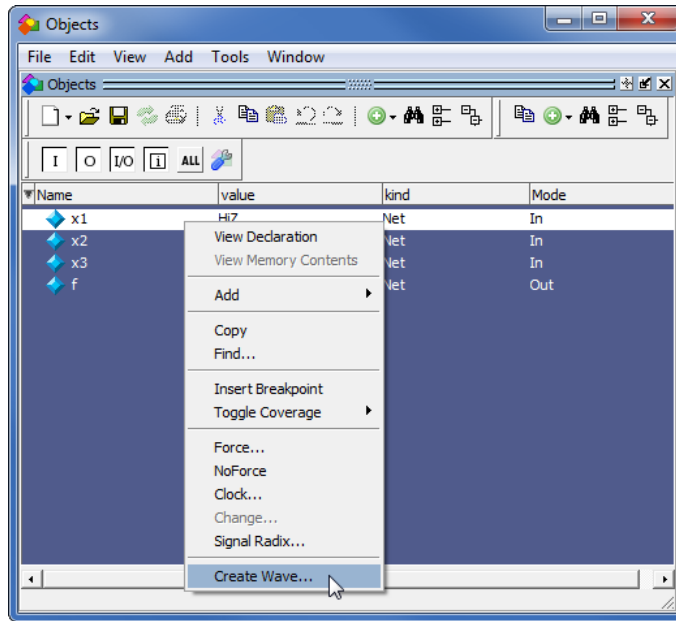 Objects
File Edit View Add Tools Window
Objects
I O I/O i ALL
Name value kind Mode
x1 HiZ Net In
x2 Net In
x3 Net In
f Net Out
View Declaration
View Memory Contents
Add
Copy
Find...
Insert Breakpoint
Toggle Coverage
Force...
NoForce
Clock...
Change...
Signal Radix...
Create Wave...